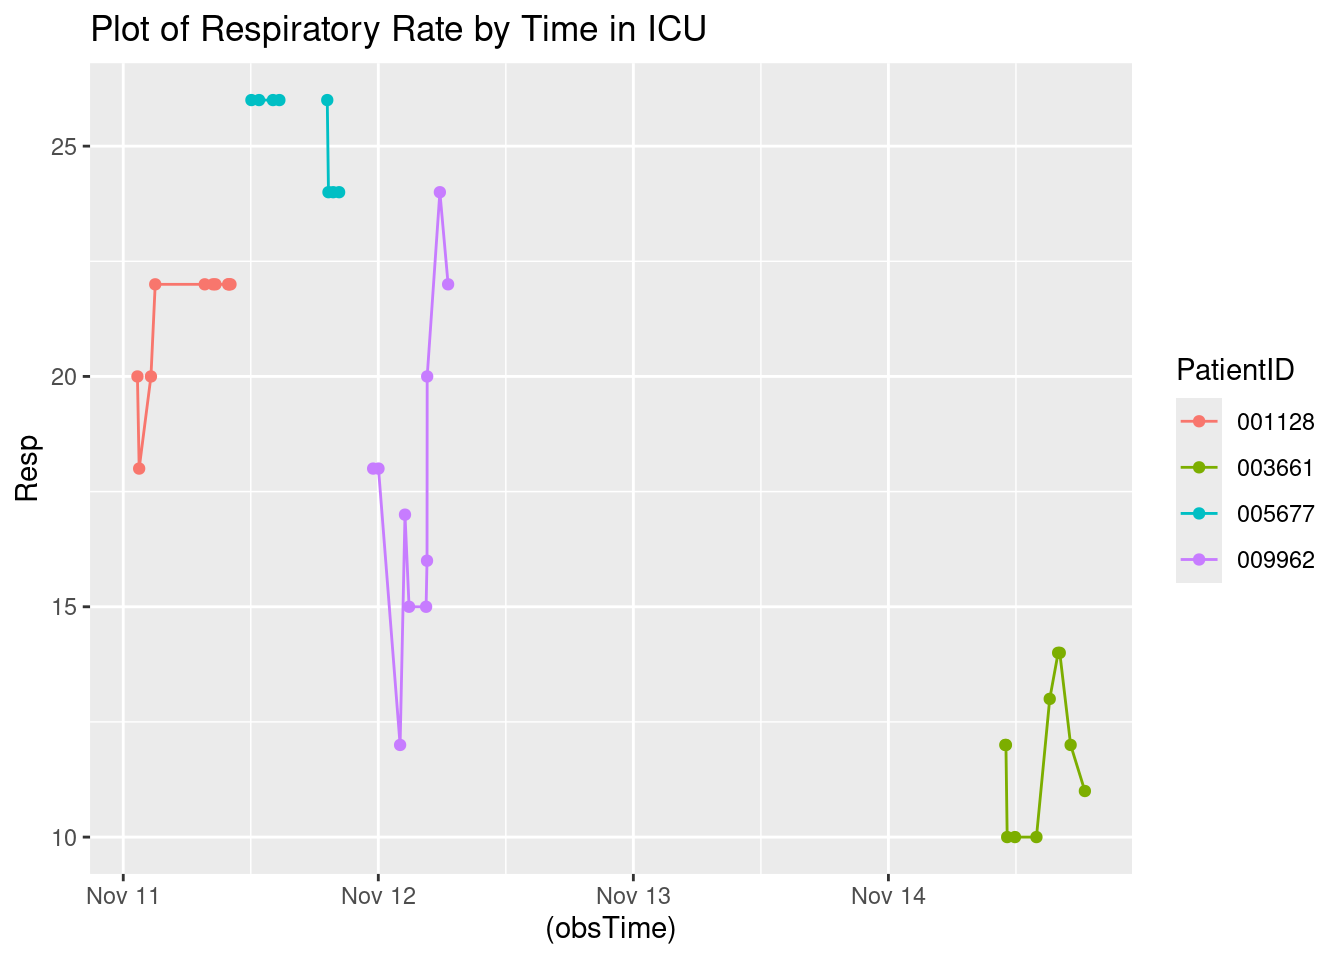 Plot of Respiratory Rate by Time in ICU
25
20
15
10
Resp
Nov 11
Nov 12
Nov 13
Nov 14
(obsTime)
PatientID
001128
003661
005677
009962